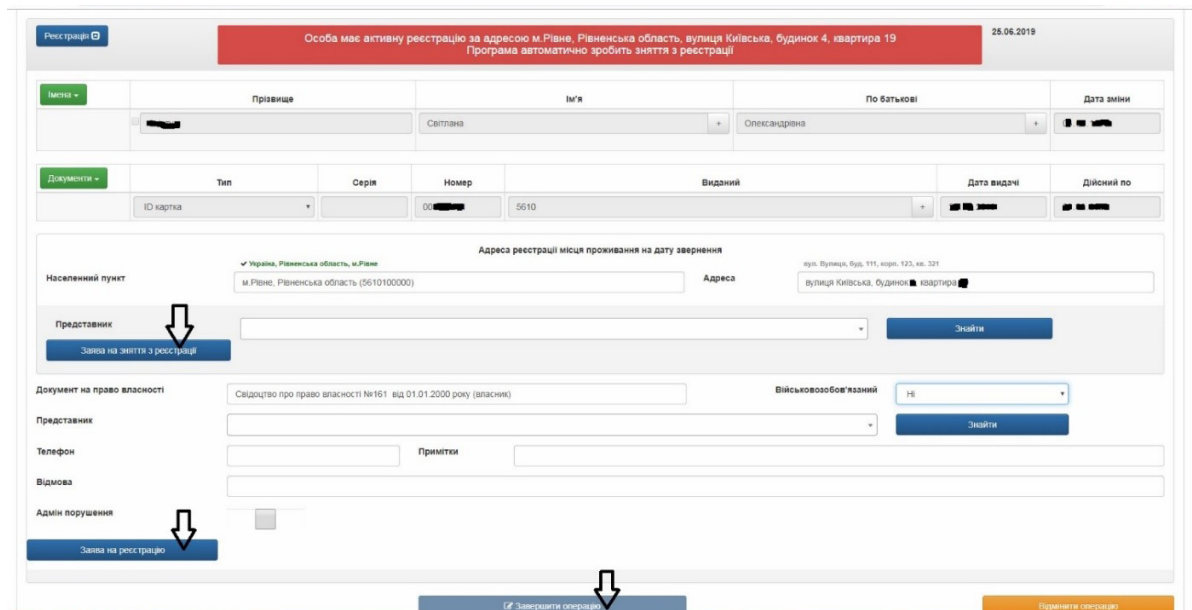 Реєстрація
Особа має активну реєстрацію за адресою м.Рівне, Рівненська область, вулиця Київська, будинок 4, квартира 19
Програма автоматично зробить зняття з реєстрації
25.06.2019
Імена
Прізвище Ім'я По батькові Дата зміни
Світлана + Олександрівна +
Документи
Тип Серія Номер Виданий Дата видачі Дійсний по
ID картка 00 5610 +
Адреса реєстрації місця проживання на дату звернення
Україна, Рівненська область, м.Рівне вул. Вулиця, буд. 111, корп. 123, кв. 321
Населенний пункт м.Рівне, Рівненська область (5610100000) Адреса вулиця Київська, будинок квартира
Представник Знайти
Заява на зняття з реєстрації
Документ на право власності Свідоцтво про право власності №161 від 01.01.2000 року (власник) Військовозобов'язаний Ні
Представник Знайти
Телефон Примітки
Відмова
Адмін порушення
Заява на реєстрацію
Завершити операцію Відмінити операцію